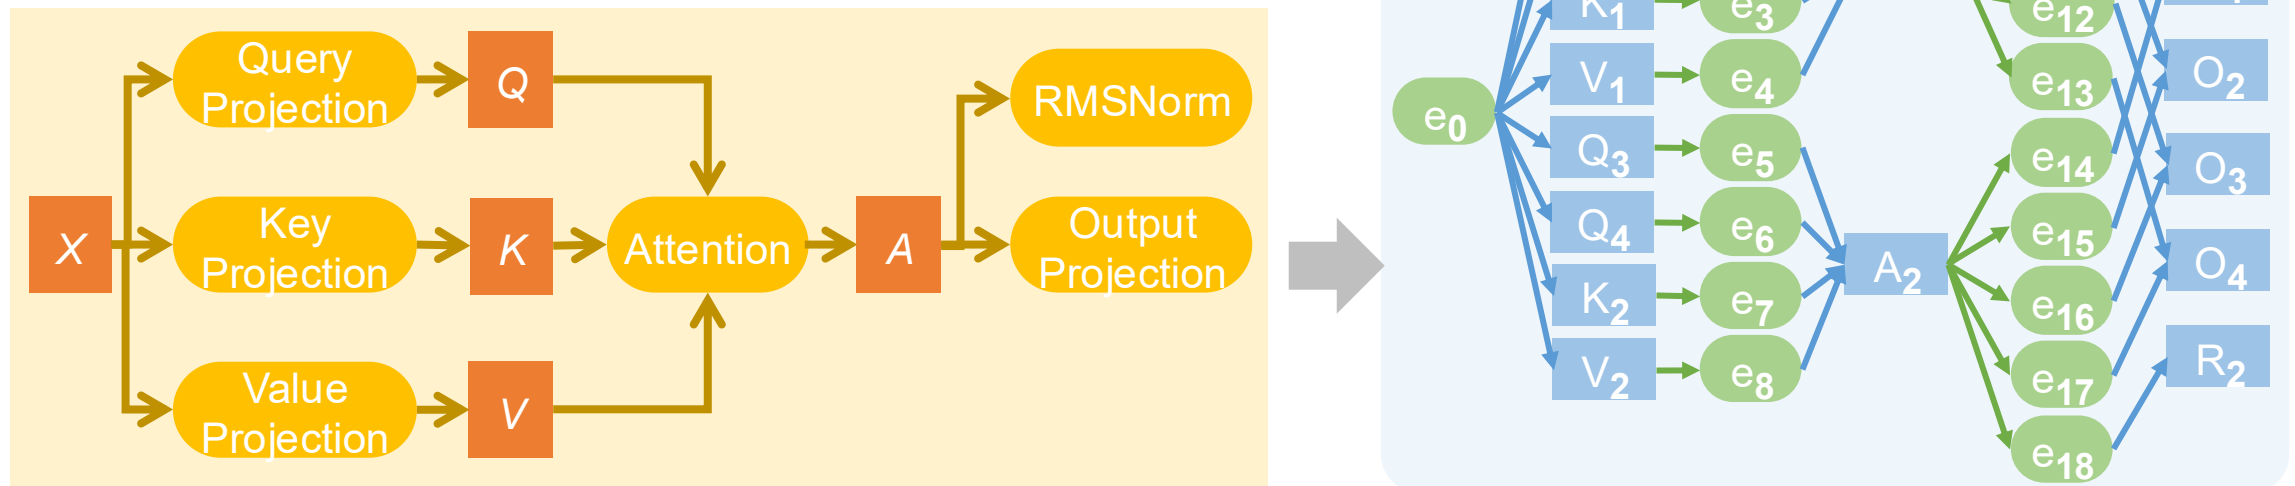 Query
Projection
Q
X
Key
Projection
K
Attention
A
RMSNorm
Output
Projection
Value
Projection
V
e0
K1
V1
Q3
Q4
K2
V2
e3
e4
e5
e6
e7
e8
A2
e12
e13
e14
e15
e16
e17
e18
O2
O3
O4
R2